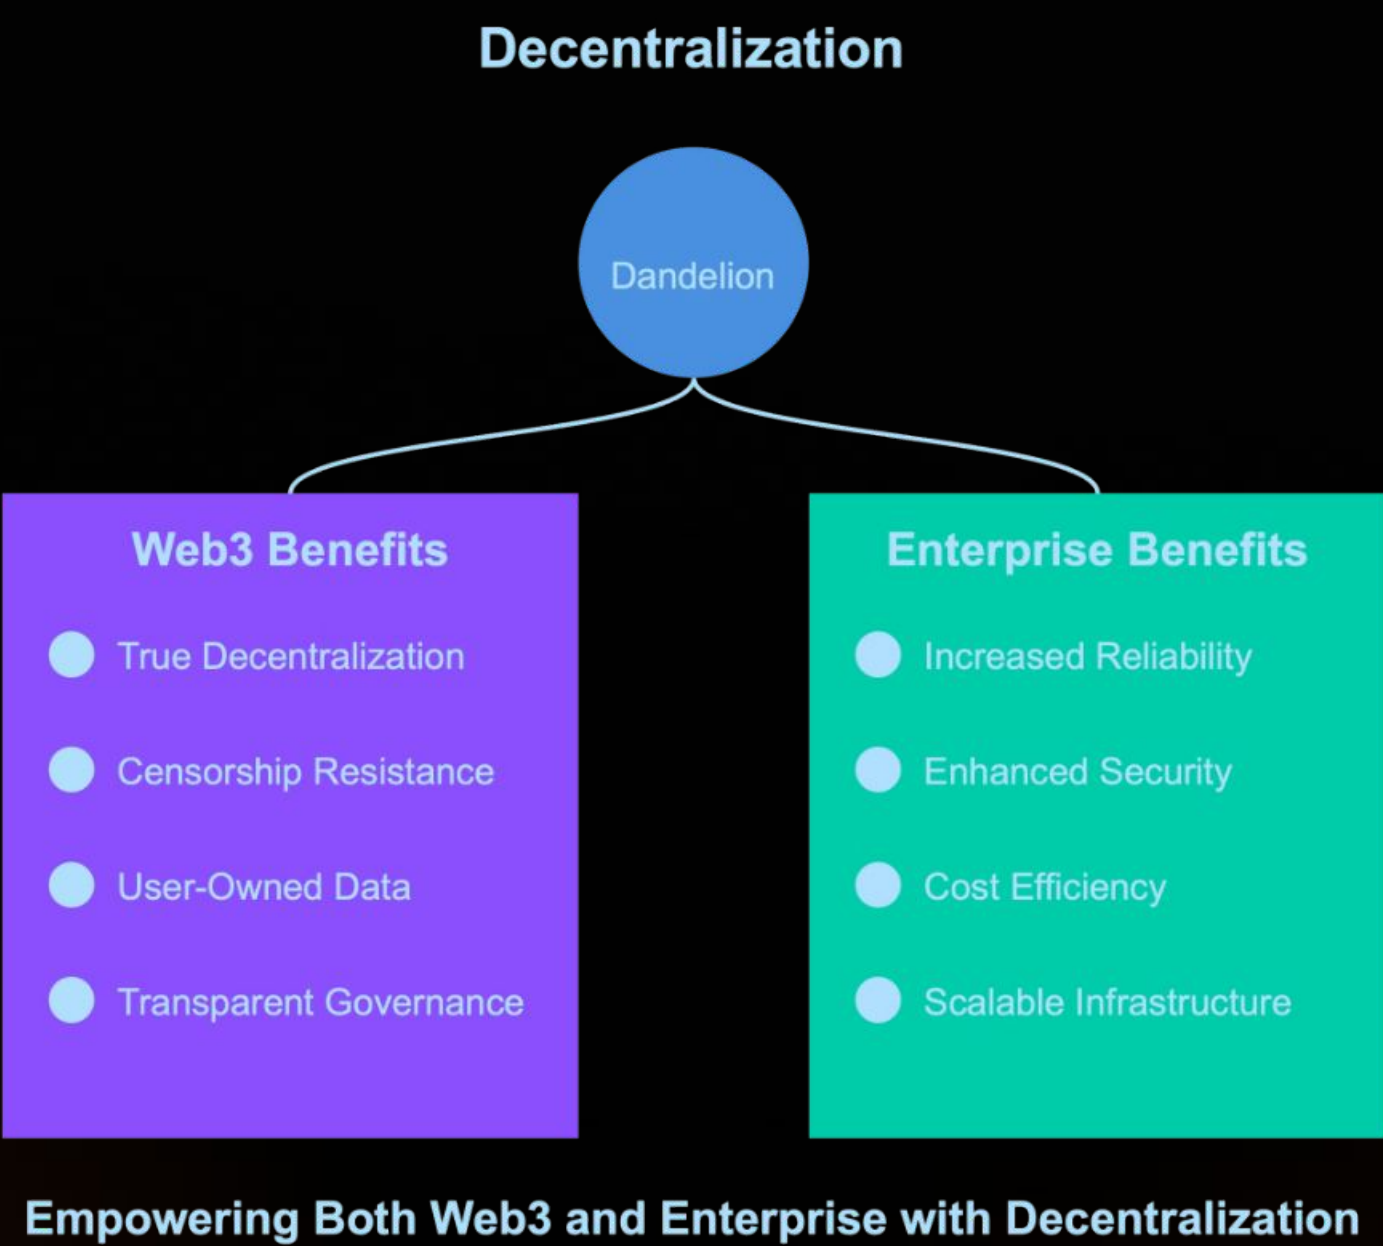 Decentralization
Dandelion
Web3 Benefits
True Decentralization
Censorship Resistance
User-Owned Data
Transparent Governance
Enterprise Benefits
Increased Reliability
Enhanced Security
Cost Efficiency
Scalable Infrastructure
Empowering Both Web3 and Enterprise with Decentralization